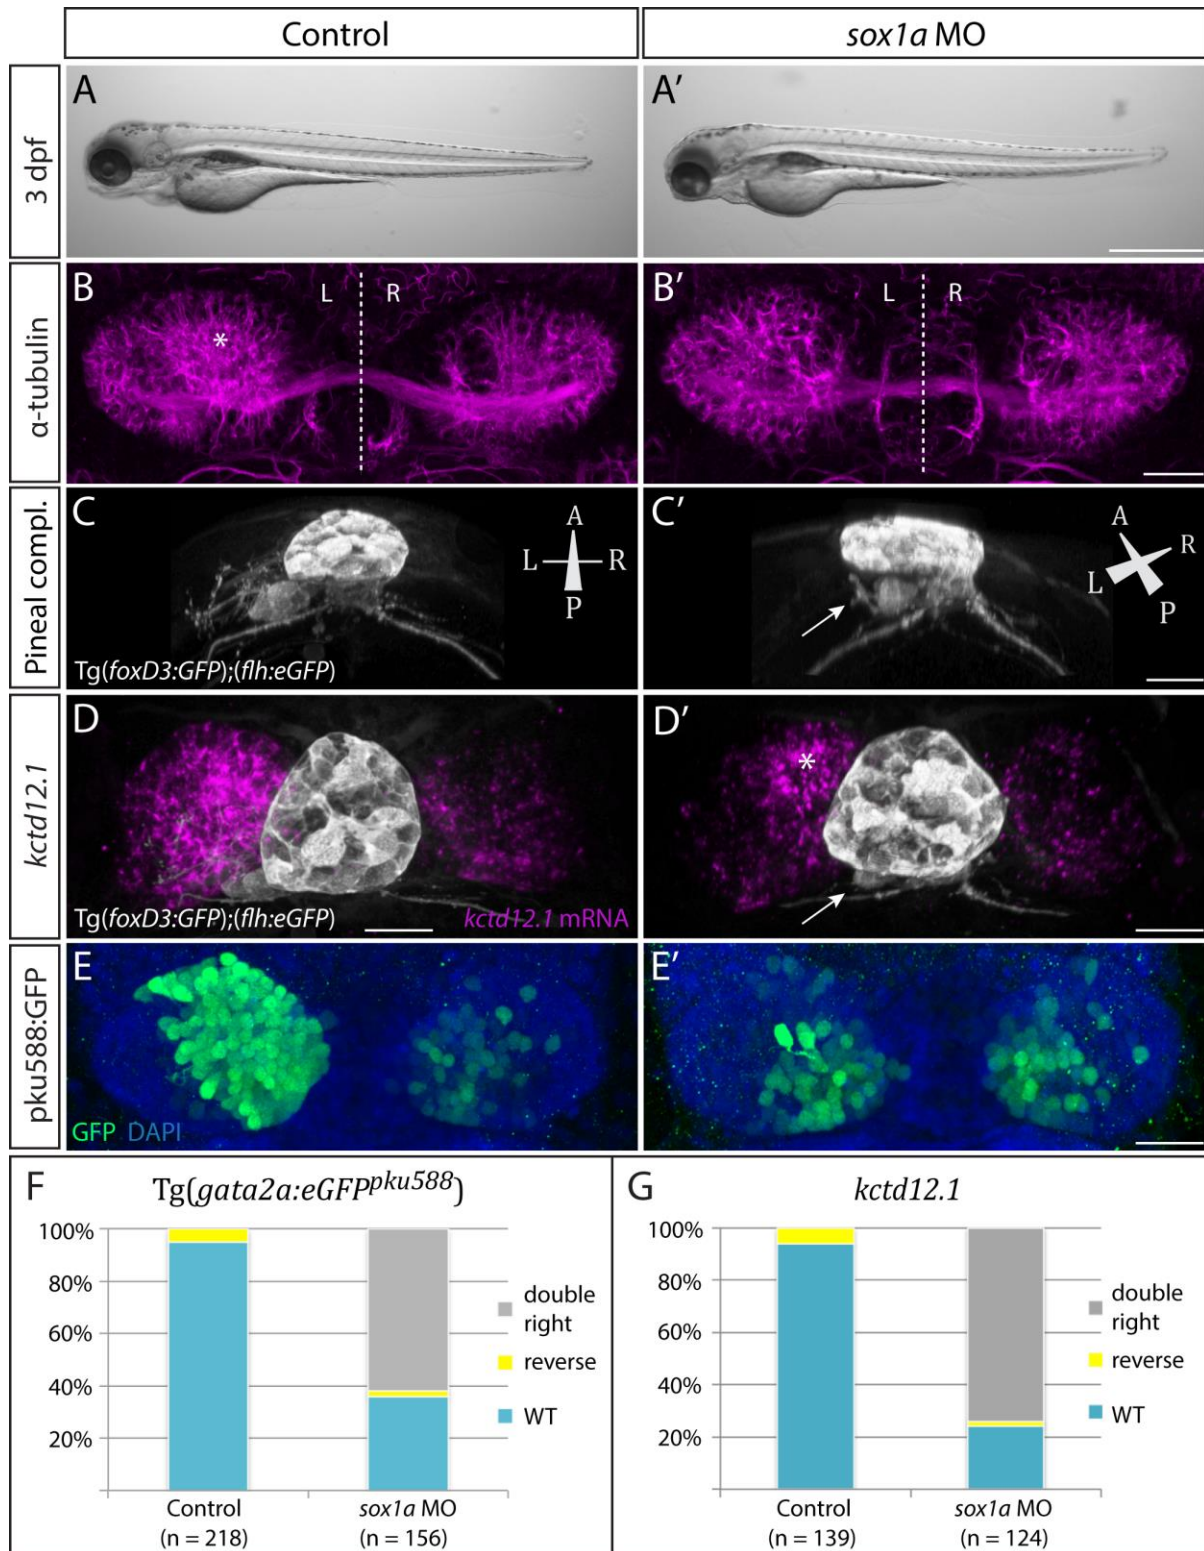 Control
sox1a MO
3 dpf
A
A'
α-tubulin
B
L
R
B'
L
R
Pineal compl.
C
A
L
R
P
Tg(foxD3:GFP);(flh:eGFP)
C'
A
R
L
P
kctd12.1
D
*
Tg(foxD3:GFP);(flh:eGFP)
kctd12.1 mRNA
D'
*
pku588:GFP
E
GFP DAPI
E'
F
Tg(gata2a:eGFPpku588)
100%
80%
60%
40%
20%
double
right
reverse
WT
Control
(n = 218)
sox1a MO
(n = 156)
G
kctd12.1
100%
80%
60%
40%
20%
double
right
reverse
WT
Control
(n = 139)
sox1a MO
(n = 124)